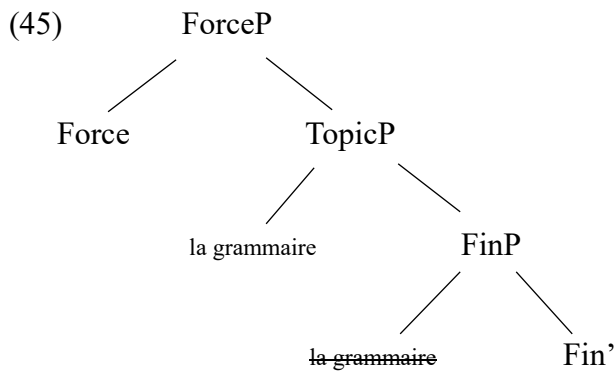 (45) ForceP
Force TopicP
la grammaire FinP
la grammaire Fin’